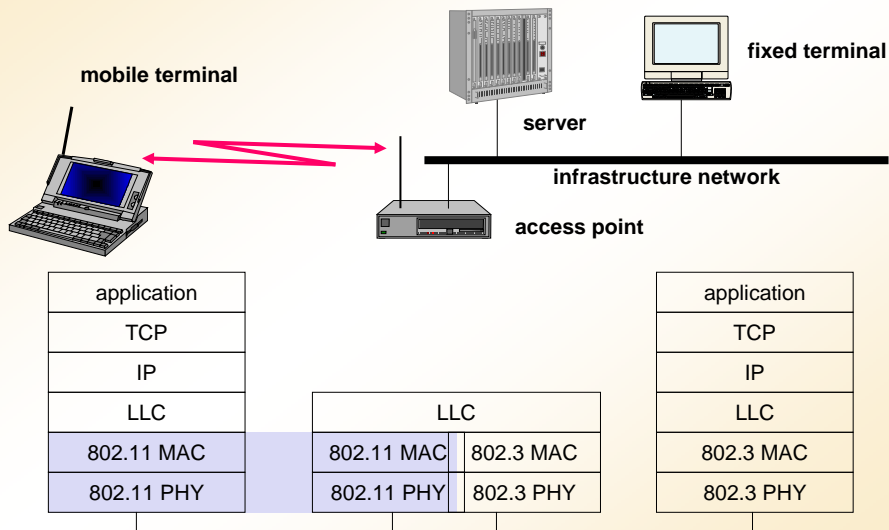 mobile terminal
fixed terminal
server
infrastructure network
access point
application
TCP
IP
LLC
802.11 MAC
802.11 PHY
LLC
802.11 MAC
802.3 MAC
802.11 PHY
802.3 PHY
application
TCP
IP
LLC
802.3 MAC
802.3 PHY